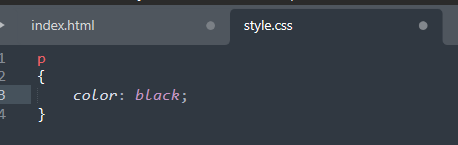 index.html style.css
1 p
2 {
3 color: black;
4 }